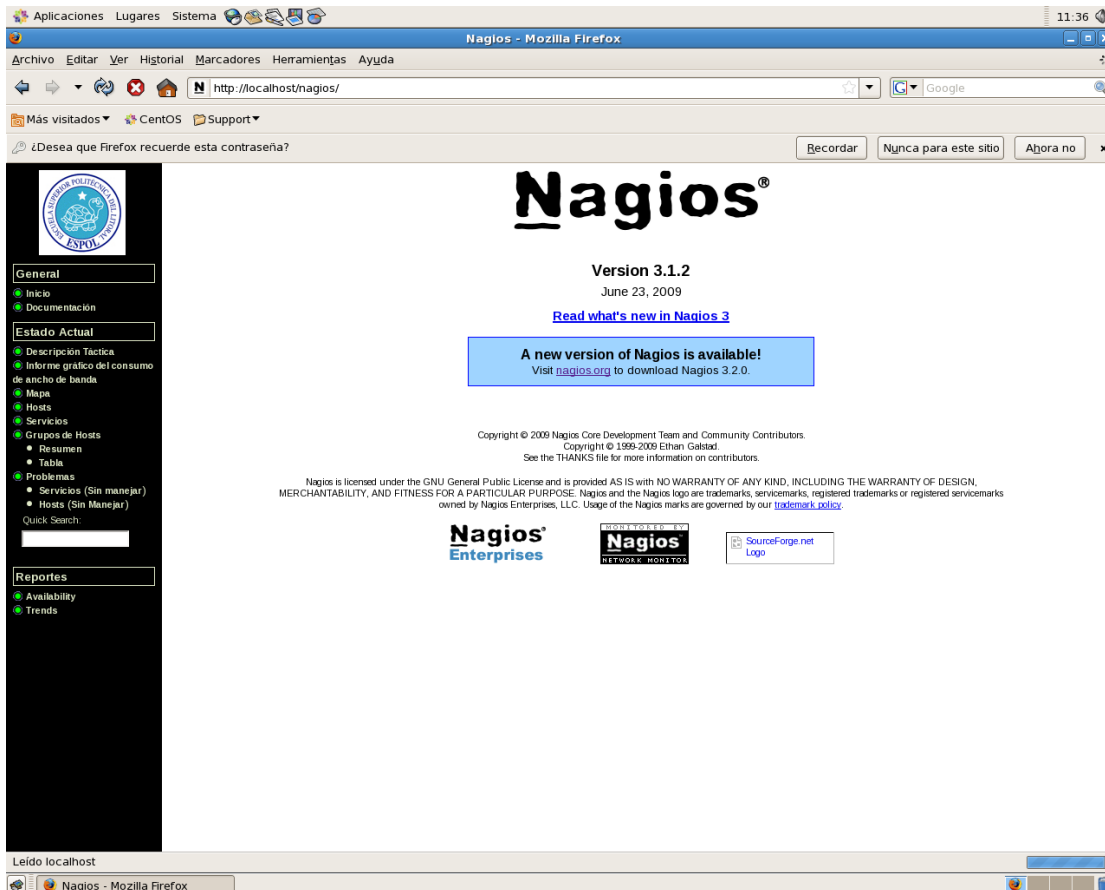 Aplicaciones Lugares Sistema 11:36
Nagios - Mozilla Firefox
Archivo Editar Ver Historial Marcadores Herramientas Ayuda
http://localhost/nagios/ Google
Más visitados CentOS Support
¿Desea que Firefox recuerde esta contraseña? Recordar Nunca para este sitio Ahora no
ESCUELA SUPERIOR POLITECNICA DEL LITORAL
ESPOL
General
Inicio
Documentación
Estado Actual
Descripción Táctica
Informe gráfico del consumo
de ancho de banda
Mapa
Hosts
Servicios
Grupos de Hosts
Resumen
Tabla
Problemas
Servicios (Sin manejar)
Hosts (Sin Manejar)
Quick Search:
Reportes
Availability
Trends
Nagios®
Version 3.1.2
June 23, 2009
Read what's new in Nagios 3
A new version of Nagios is available!
Visit nagios.org to download Nagios 3.2.0.
Copyright © 2009 Nagios Core Development Team and Community Contributors.
Copyright © 1999-2009 Ethan Galstad.
See the THANKS file for more information on contributors.
Nagios is licensed under the GNU General Public License and is provided AS IS with NO WARRANTY OF ANY KIND, INCLUDING THE WARRANTY OF DESIGN,
MERCHANTABILITY, AND FITNESS FOR A PARTICULAR PURPOSE. Nagios and the Nagios logo are trademarks, servicemarks, registered trademarks or registered servicemarks
owned by Nagios Enterprises, LLC. Usage of the Nagios marks are governed by our trademark policy.
Nagios®
Enterprises
MONITORED BY
Nagios
NETWORK MONITOR
SourceForge.net
Logo
Leído localhost
Nagios - Mozilla Firefox